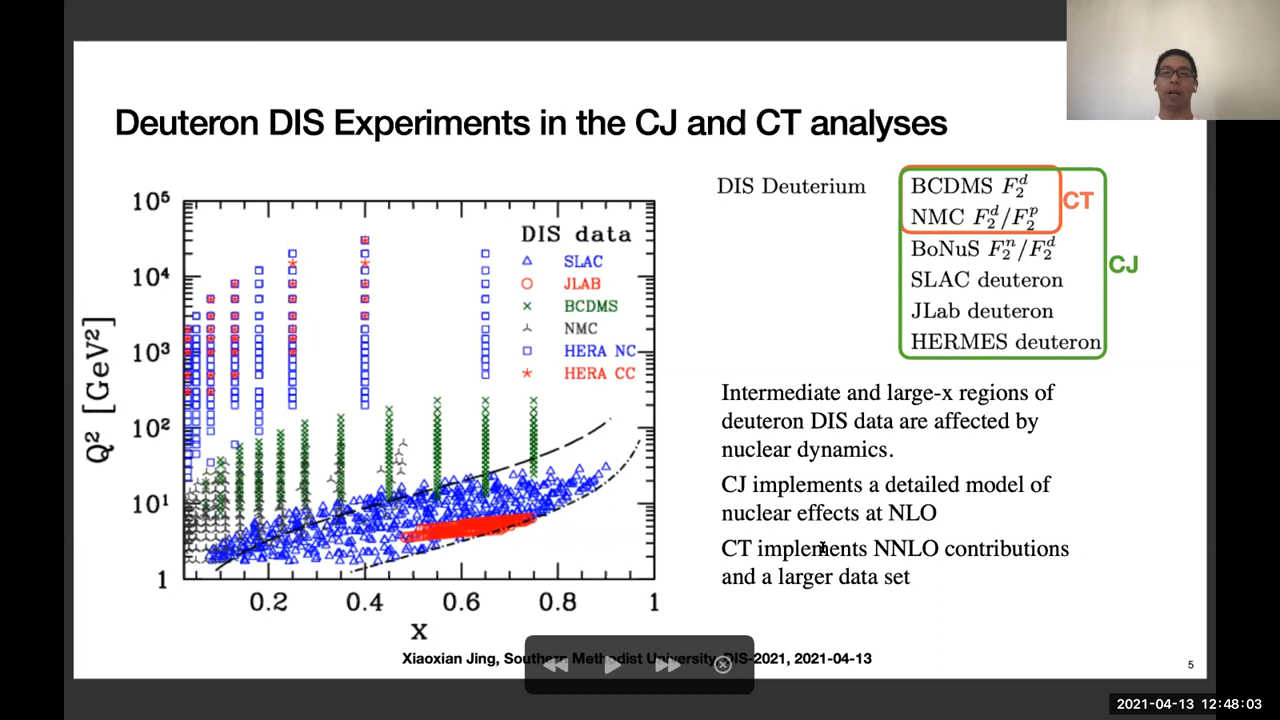 Deuteron DIS Experiments in the CJ and CT analyses
DIS Deuterium
BCDMS F₂ᵈ
NMC F₂ᵈ/F₂ᵖ
BoNuS F₂ⁿ/F₂ᵈ
SLAC deuteron
JLab deuteron
HERMES deuteron
CT
CJ
10⁵
10⁴
10³
10²
10¹
1
Q² [GeV²]
DIS data
SLAC
JLAB
BCDMS
NMC
HERA NC
HERA CC
0.2 0.4 0.6 0.8 1
x
Intermediate and large-x regions of
deuteron DIS data are affected by
nuclear dynamics.
CJ implements a detailed model of
nuclear effects at NLO
CT implements NNLO contributions
and a larger data set
Xiaoxian Jing, Southern Methodist University, DIS-2021, 2021-04-13
5
2021-04-13 12:48:03